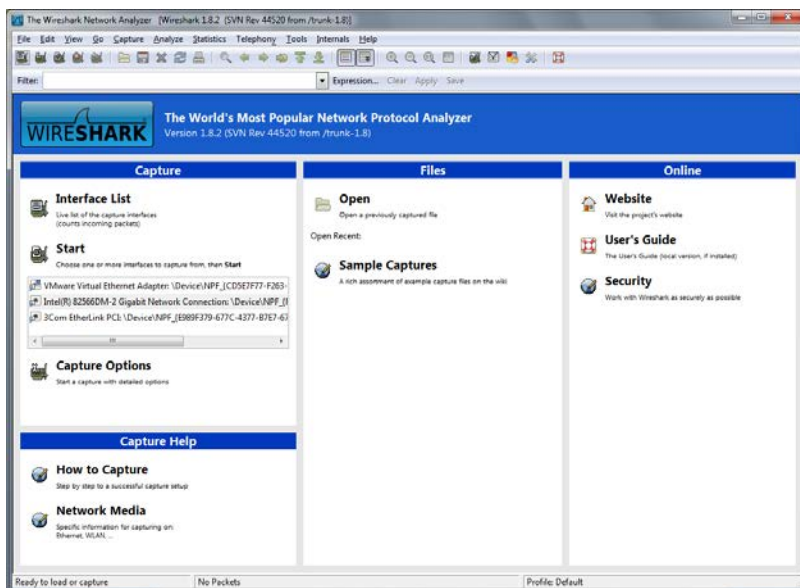 The Wireshark Network Analyzer [Wireshark 1.8.2 (SVN Rev 44520 from /trunk-1.8)]
File Edit View Go Capture Analyze Statistics Telephony Tools Internals Help
Filter: Expression... Clear Apply Save
WIRESHARK
The World's Most Popular Network Protocol Analyzer
Version 1.8.2 (SVN Rev 44520 from /trunk-1.8)
Capture
Interface List
Live list of the capture interfaces
(counts incoming packets)
Start
Choose one or more interfaces to capture from, then Start
VMware Virtual Ethernet Adapter: \Device\NPF_{CD5E7F77-F263-
Intel(R) 82566DM-2 Gigabit Network Connection: \Device\NPF_{
3Com EtherLink PCI: \Device\NPF_{E989F379-677C-4377-B7E7-67
Capture Options
Start a capture with detailed options
Capture Help
How to Capture
Step by step to a successful capture setup
Network Media
Specific information for capturing on:
Ethernet, WLAN, ...
Files
Open
Open a previously captured file
Open Recent:
Sample Captures
A rich assortment of example capture files on the wiki
Online
Website
Visit the project's website
User's Guide
The User's Guide (local version, if installed)
Security
Work with Wireshark as securely as possible
Ready to load or capture
No Packets
Profile: Default